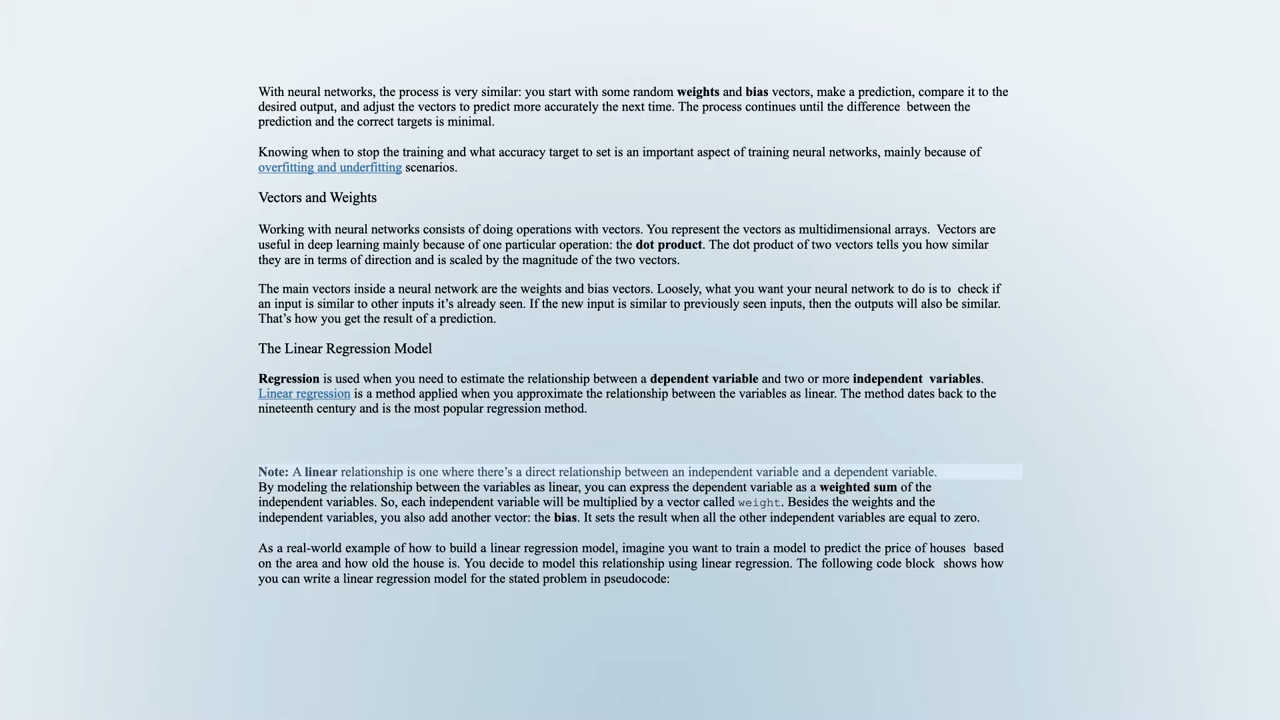 With neural networks, the process is very similar: you start with some random weights and bias vectors, make a prediction, compare it to the
desired output, and adjust the vectors to predict more accurately the next time. The process continues until the difference between the
prediction and the correct targets is minimal.
Knowing when to stop the training and what accuracy target to set is an important aspect of training neural networks, mainly because of
overfitting and underfitting scenarios.
Vectors and Weights
Working with neural networks consists of doing operations with vectors. You represent the vectors as multidimensional arrays. Vectors are
useful in deep learning mainly because of one particular operation: the dot product. The dot product of two vectors tells you how similar
they are in terms of direction and is scaled by the magnitude of the two vectors.
The main vectors inside a neural network are the weights and bias vectors. Loosely, what you want your neural network to do is to check if
an input is similar to other inputs it's already seen. If the new input is similar to previously seen inputs, then the outputs will also be similar.
That's how you get the result of a prediction.
The Linear Regression Model
Regression is used when you need to estimate the relationship between a dependent variable and two or more independent variables.
Linear regression is a method applied when you approximate the relationship between the variables as linear. The method dates back to the
nineteenth century and is the most popular regression method.
Note: A linear relationship is one where there's a direct relationship between an independent variable and a dependent variable.
By modeling the relationship between the variables as linear, you can express the dependent variable as a weighted sum of the
independent variables. So, each independent variable will be multiplied by a vector called weight. Besides the weights and the
independent variables, you also add another vector: the bias. It sets the result when all the other independent variables are equal to zero.
As a real-world example of how to build a linear regression model, imagine you want to train a model to predict the price of houses based
on the area and how old the house is. You decide to model this relationship using linear regression. The following code block shows how
you can write a linear regression model for the stated problem in pseudocode: